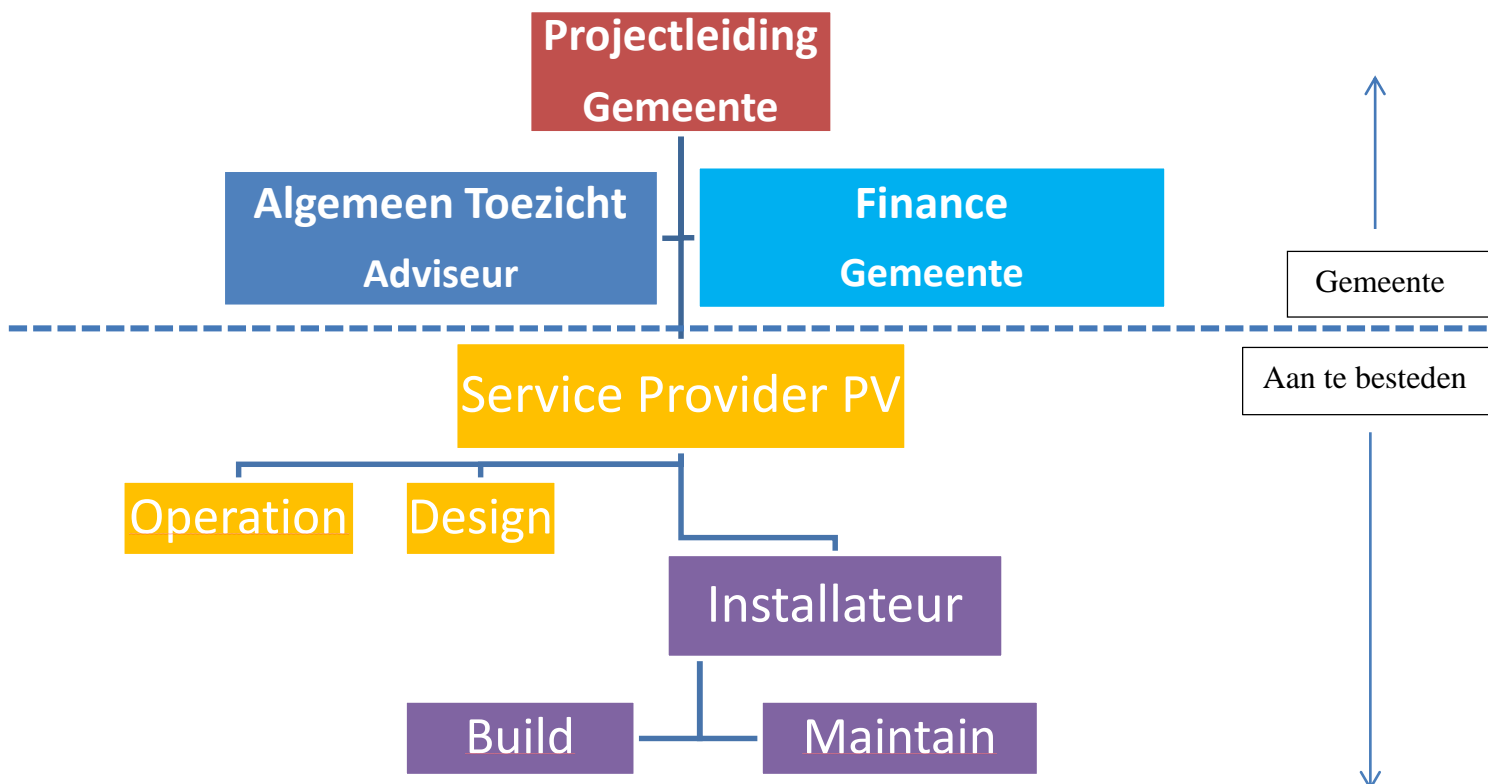 Projectleiding
Gemeente
Algemeen Toezicht
Adviseur
Finance
Gemeente
Gemeente
Aan te besteden
Service Provider PV
Operation
Design
Installateur
Build
Maintain